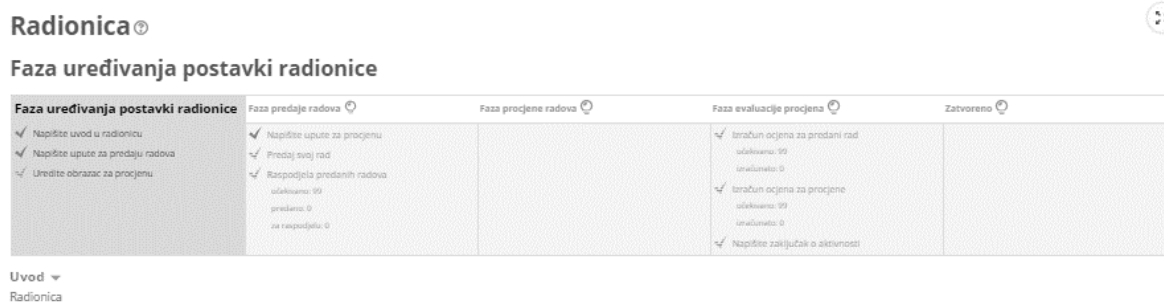 Radionica
Faza uređivanja postavki radionice
Faza uređivanja postavki radionice
Napišite uvod u radionicu
Napišite upute za predaju radova
Uredite obrazac za procjenu
Faza predaje radova
Napišite upute za procjenu
Predaj svoj rad
Raspodjela predanih radova
očekivano: 99
predano: 0
za raspodjelu: 0
Faza procjene radova
Faza evaluacije procjena
Izračun ocjena za predani rad
očekivano: 99
izračunato: 0
Izračun ocjena za procjene
očekivano: 99
izračunato: 0
Napišite zaključak o aktivnosti
Zatvoreno
Uvod
Radionica